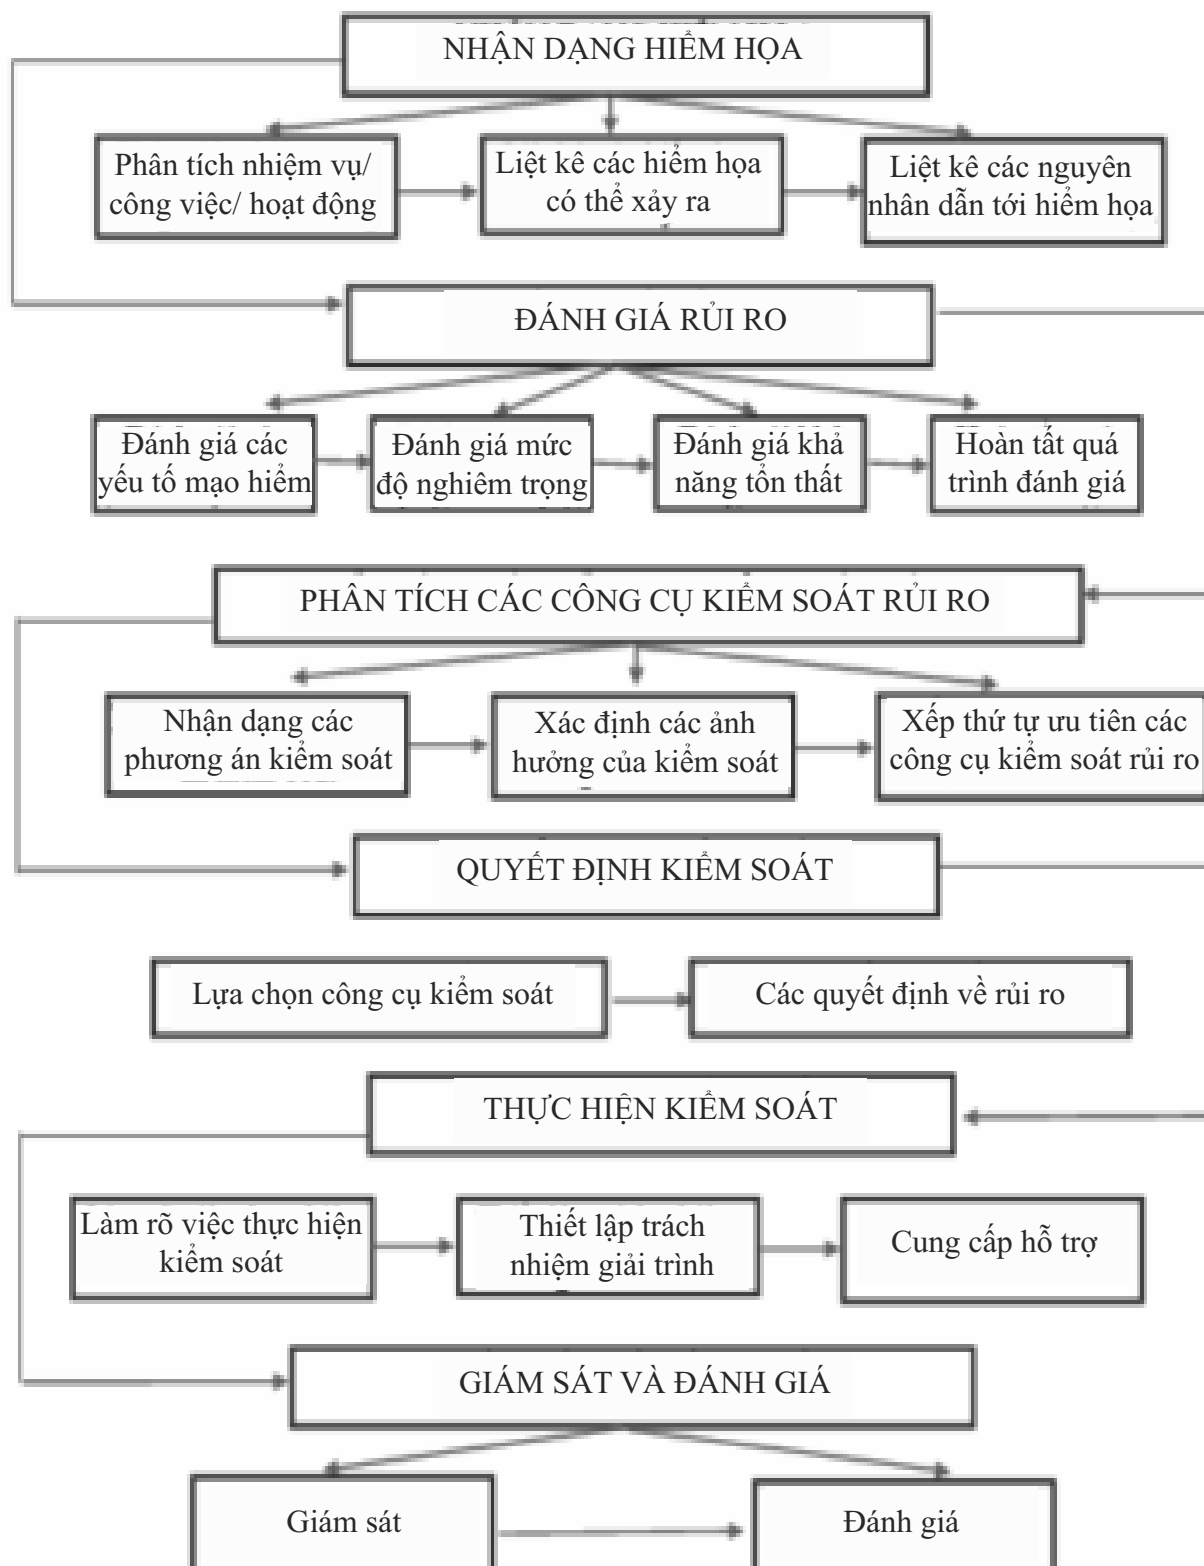 NHẬN DẠNG HIỂM HỌA
Phân tích nhiệm vụ/
công việc/ hoạt động
Liệt kê các hiểm họa
có thể xảy ra
Liệt kê các nguyên
nhân dẫn tới hiểm họa
ĐÁNH GIÁ RỦI RO
Đánh giá các
yếu tố mạo hiểm
Đánh giá mức
độ nghiêm trọng
Đánh giá khả
năng tổn thất
Hoàn tất quá
trình đánh giá
PHÂN TÍCH CÁC CÔNG CỤ KIỂM SOÁT RỦI RO
Nhận dạng các
phương án kiểm soát
Xác định các ảnh
hưởng của kiểm soát
Xếp thứ tự ưu tiên các
công cụ kiểm soát rủi ro
QUYẾT ĐỊNH KIỂM SOÁT
Lựa chọn công cụ kiểm soát
Các quyết định về rủi ro
THỰC HIỆN KIỂM SOÁT
Làm rõ việc thực hiện
kiểm soát
Thiết lập trách
nhiệm giải trình
Cung cấp hỗ trợ
GIÁM SÁT VÀ ĐÁNH GIÁ
Giám sát
Đánh giá